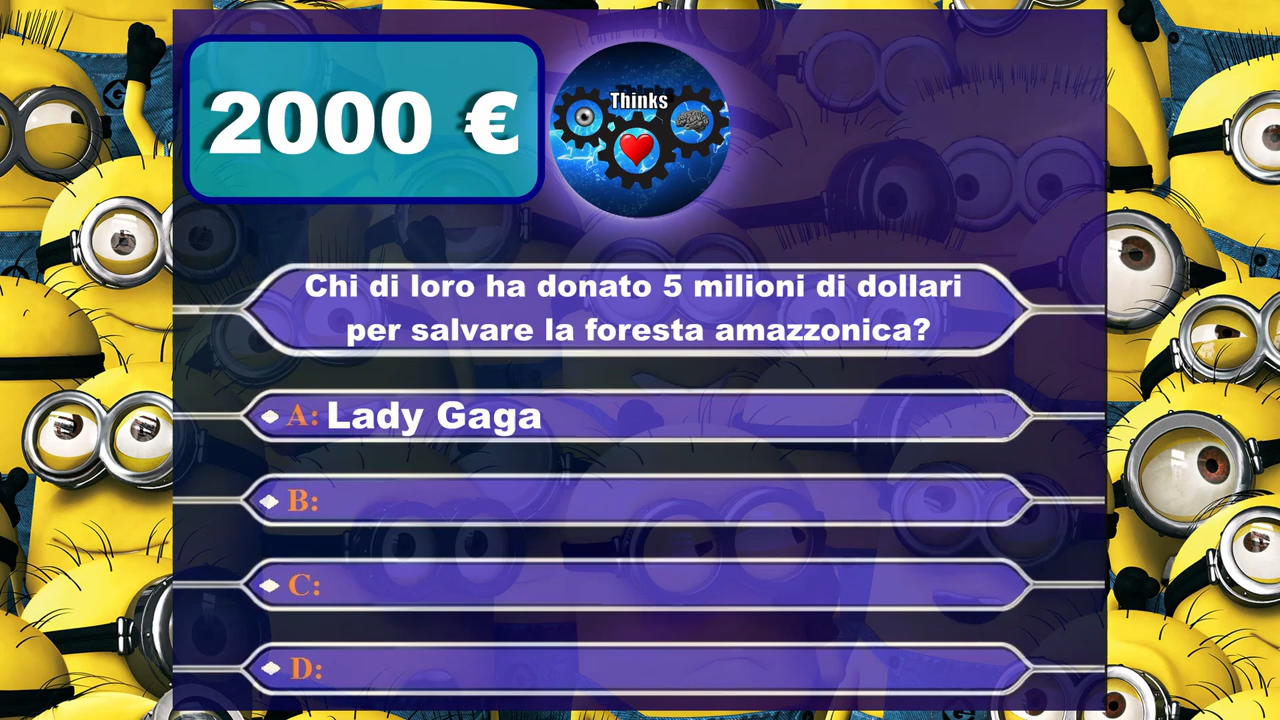 2000 €
Thinks
Chi di loro ha donato 5 milioni di dollari
per salvare la foresta amazzonica?
A: Lady Gaga
B:
C:
D: